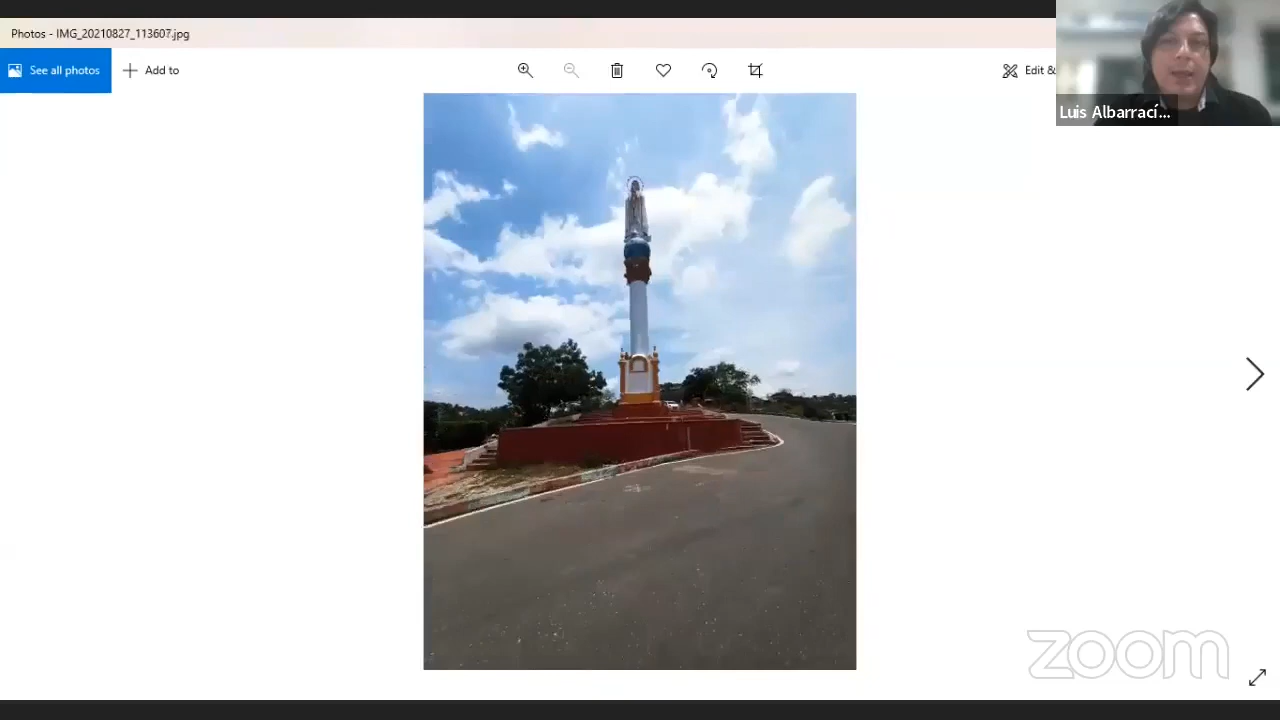 Photos - IMG_20210827_113607.jpg
See all photos
Add to
Edit &
Luis Albarrací...
zoom